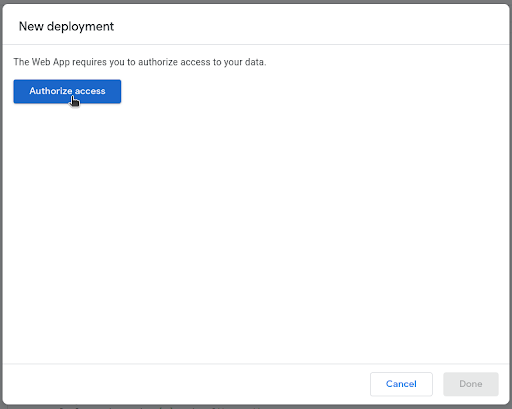 New deployment
The Web App requires you to authorize access to your data.
Authorize access
Cancel
Done